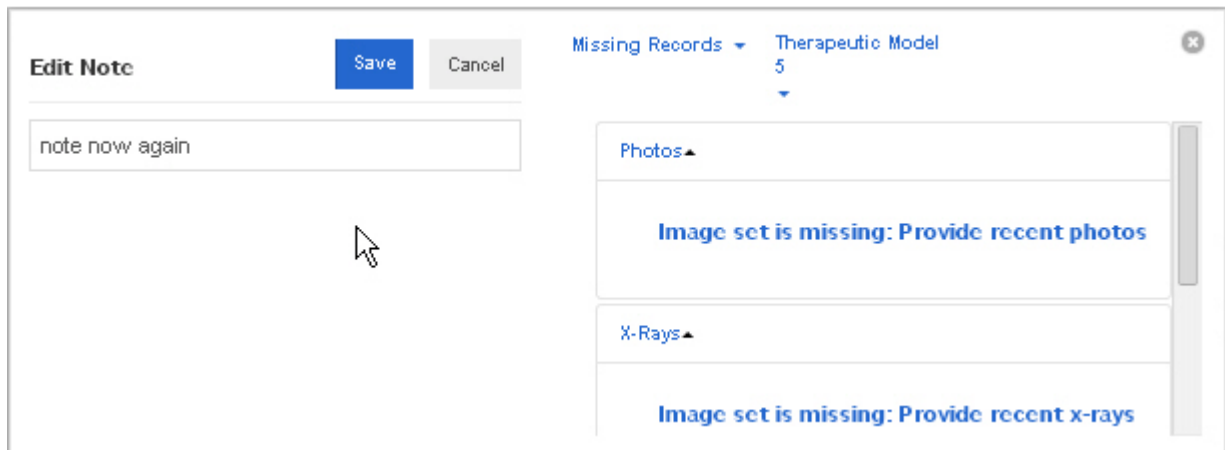 Edit Note
Save
Cancel
note now again
Missing Records
Therapeutic Model
5
Photos
Image set is missing: Provide recent photos
X-Rays
Image set is missing: Provide recent x-rays